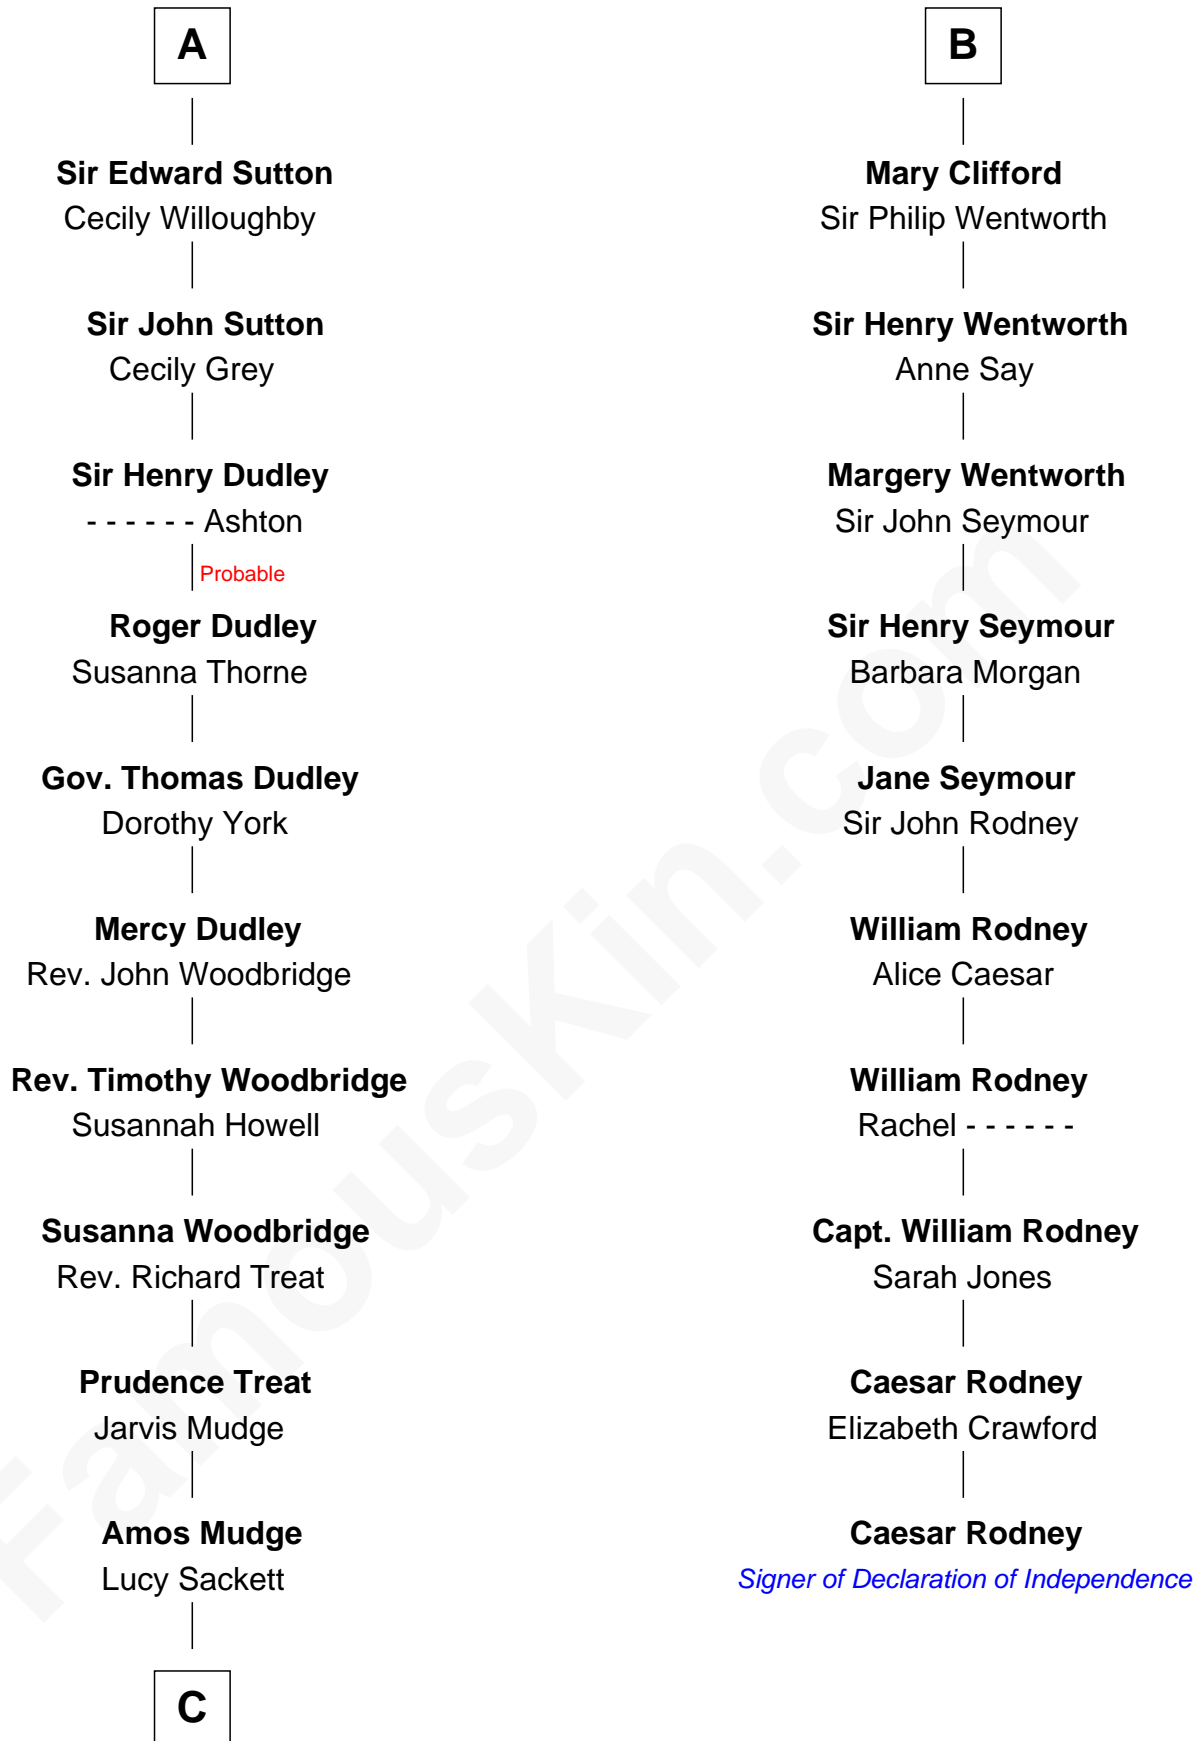 A
Sir Edward Sutton
Cecily Willoughby
Sir John Sutton
Cecily Grey
Sir Henry Dudley
- - - - - - Ashton
Probable
Roger Dudley
Susanna Thorne
Gov. Thomas Dudley
Dorothy York
Mercy Dudley
Rev. John Woodbridge
Rev. Timothy Woodbridge
Susannah Howell
Susanna Woodbridge
Rev. Richard Treat
Prudence Treat
Jarvis Mudge
Amos Mudge
Lucy Sackett
C
B
Mary Clifford
Sir Philip Wentworth
Sir Henry Wentworth
Anne Say
Margery Wentworth
Sir John Seymour
Sir Henry Seymour
Barbara Morgan
Jane Seymour
Sir John Rodney
William Rodney
Alice Caesar
William Rodney
Rachel - - - - - -
Capt. William Rodney
Sarah Jones
Caesar Rodney
Elizabeth Crawford
Caesar Rodney
Signer of Declaration of Independence
FamousKin.com